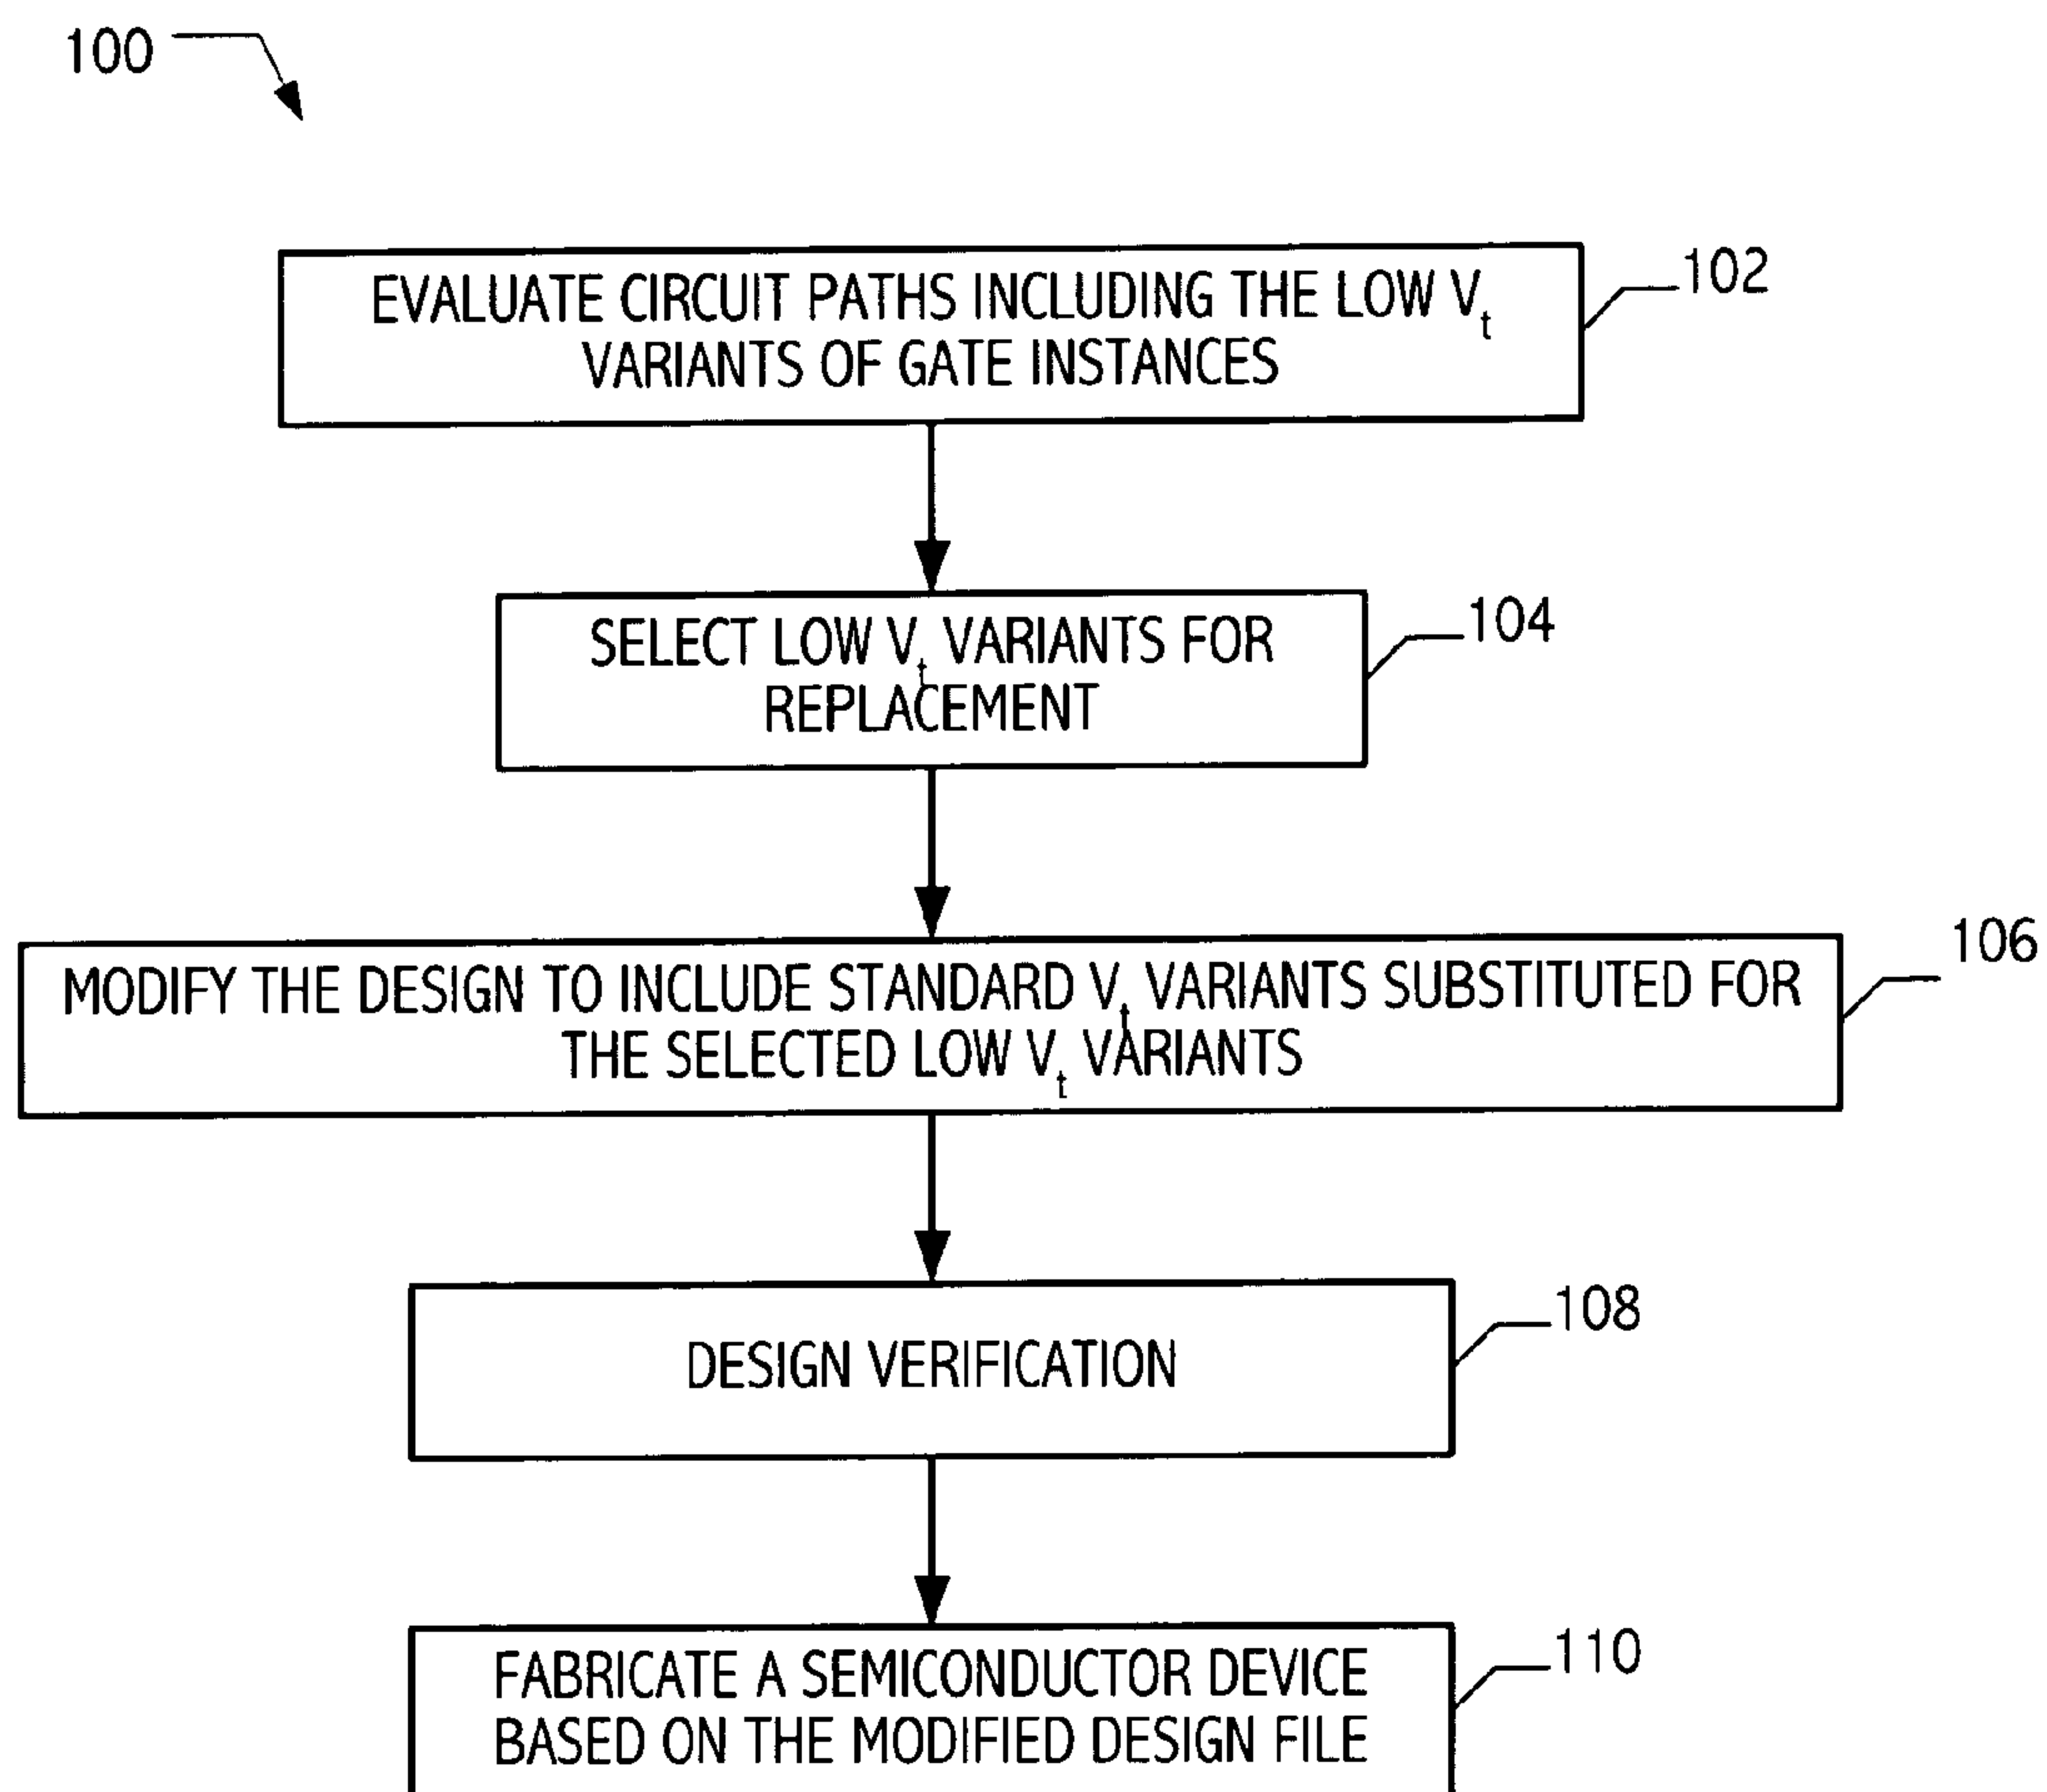 100
EVALUATE CIRCUIT PATHS INCLUDING THE LOW Vt
VARIANTS OF GATE INSTANCES
102
SELECT LOW Vt VARIANTS FOR
REPLACEMENT
104
MODIFY THE DESIGN TO INCLUDE STANDARD Vt VARIANTS SUBSTITUTED FOR
THE SELECTED LOW Vt VARIANTS
106
DESIGN VERIFICATION
108
FABRICATE A SEMICONDUCTOR DEVICE
BASED ON THE MODIFIED DESIGN FILE
110